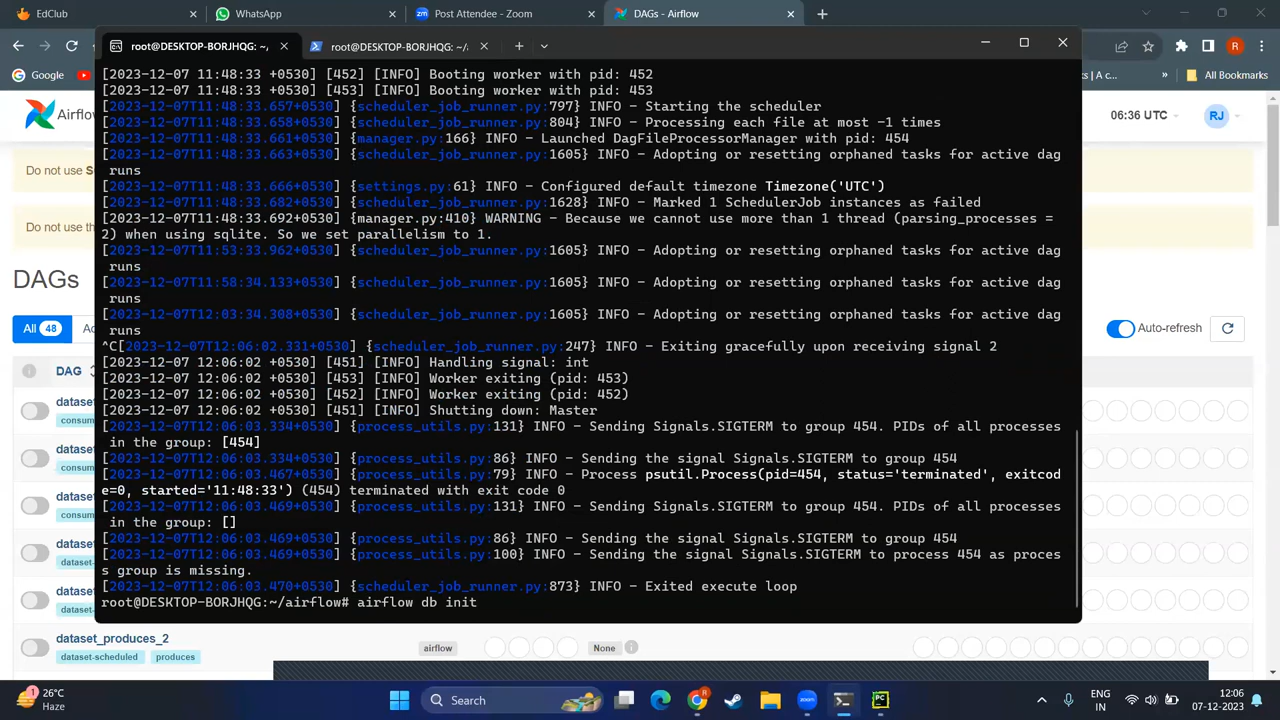 EdClub
WhatsApp
Post Attendee - Zoom
DAGs - Airflow
root@DESKTOP-BORJHQG: ~/
root@DESKTOP-BORJHQG: ~/
R
Google
| A c
»
All Bookmarks
[2023-12-07 11:48:33 +0530] [452] [INFO] Booting worker with pid: 452
[2023-12-07 11:48:33 +0530] [453] [INFO] Booting worker with pid: 453
[2023-12-07T11:48:33.657+0530] {scheduler_job_runner.py:797} INFO - Starting the scheduler
[2023-12-07T11:48:33.658+0530] {scheduler_job_runner.py:804} INFO - Processing each file at most -1 times
[2023-12-07T11:48:33.661+0530] {manager.py:166} INFO - Launched DagFileProcessorManager with pid: 454
[2023-12-07T11:48:33.663+0530] {scheduler_job_runner.py:1605} INFO - Adopting or resetting orphaned tasks for active dag
runs
[2023-12-07T11:48:33.666+0530] {settings.py:61} INFO - Configured default timezone Timezone('UTC')
[2023-12-07T11:48:33.681+0530] {scheduler_job_runner.py:1628} INFO - Marked 1 SchedulerJob instances as failed
[2023-12-07T11:48:33.692+0530] {manager.py:410} WARNING - Because we cannot use more than 1 thread (parsing_processes =
2) when using sqlite. So we set parallelism to 1.
[2023-12-07T11:53:33.962+0530] {scheduler_job_runner.py:1605} INFO - Adopting or resetting orphaned tasks for active dag
runs
[2023-12-07T11:58:34.133+0530] {scheduler_job_runner.py:1605} INFO - Adopting or resetting orphaned tasks for active dag
runs
[2023-12-07T12:03:34.308+0530] {scheduler_job_runner.py:1605} INFO - Adopting or resetting orphaned tasks for active dag
runs
^C[2023-12-07T12:06:02.331+0530] {scheduler_job_runner.py:247} INFO - Exiting gracefully upon receiving signal 2
[2023-12-07 12:06:02 +0530] [451] [INFO] Handling signal: int
[2023-12-07 12:06:02 +0530] [453] [INFO] Worker exiting (pid: 453)
[2023-12-07 12:06:02 +0530] [452] [INFO] Worker exiting (pid: 452)
[2023-12-07 12:06:02 +0530] [451] [INFO] Shutting down: Master
[2023-12-07T12:06:03.334+0530] {process_utils.py:131} INFO - Sending Signals.SIGTERM to group 454. PIDs of all processes
in the group: [454]
[2023-12-07T12:06:03.334+0530] {process_utils.py:86} INFO - Sending the signal Signals.SIGTERM to group 454
[2023-12-07T12:06:03.467+0530] {process_utils.py:79} INFO - Process psutil.Process(pid=454, status='terminated', exitcod
e=0, started='11:48:33') (454) terminated with exit code 0
[2023-12-07T12:06:03.469+0530] {process_utils.py:131} INFO - Sending Signals.SIGTERM to group 454. PIDs of all processes
in the group: []
[2023-12-07T12:06:03.469+0530] {process_utils.py:86} INFO - Sending the signal Signals.SIGTERM to group 454
[2023-12-07T12:06:03.469+0530] {process_utils.py:100} INFO - Sending the signal Signals.SIGTERM to process 454 as proces
s group is missing.
[2023-12-07T12:06:03.470+0530] {scheduler_job_runner.py:873} INFO - Exited execute loop
root@DESKTOP-BORJHQG:~/airflow# airflow db init
Airflow
06:36 UTC
RJ
Do not use S
Do not use the
DAGs
All 48
Ac
Auto-refresh
DAG
dataset
consum
dataset
consum
dataset
consum
dataset
dataset-
dataset
dataset-
dataset_produces_2
dataset-scheduled
produces
airflow
None
1
26°C
Haze
Search
ENG
IN
12:06
07-12-2023